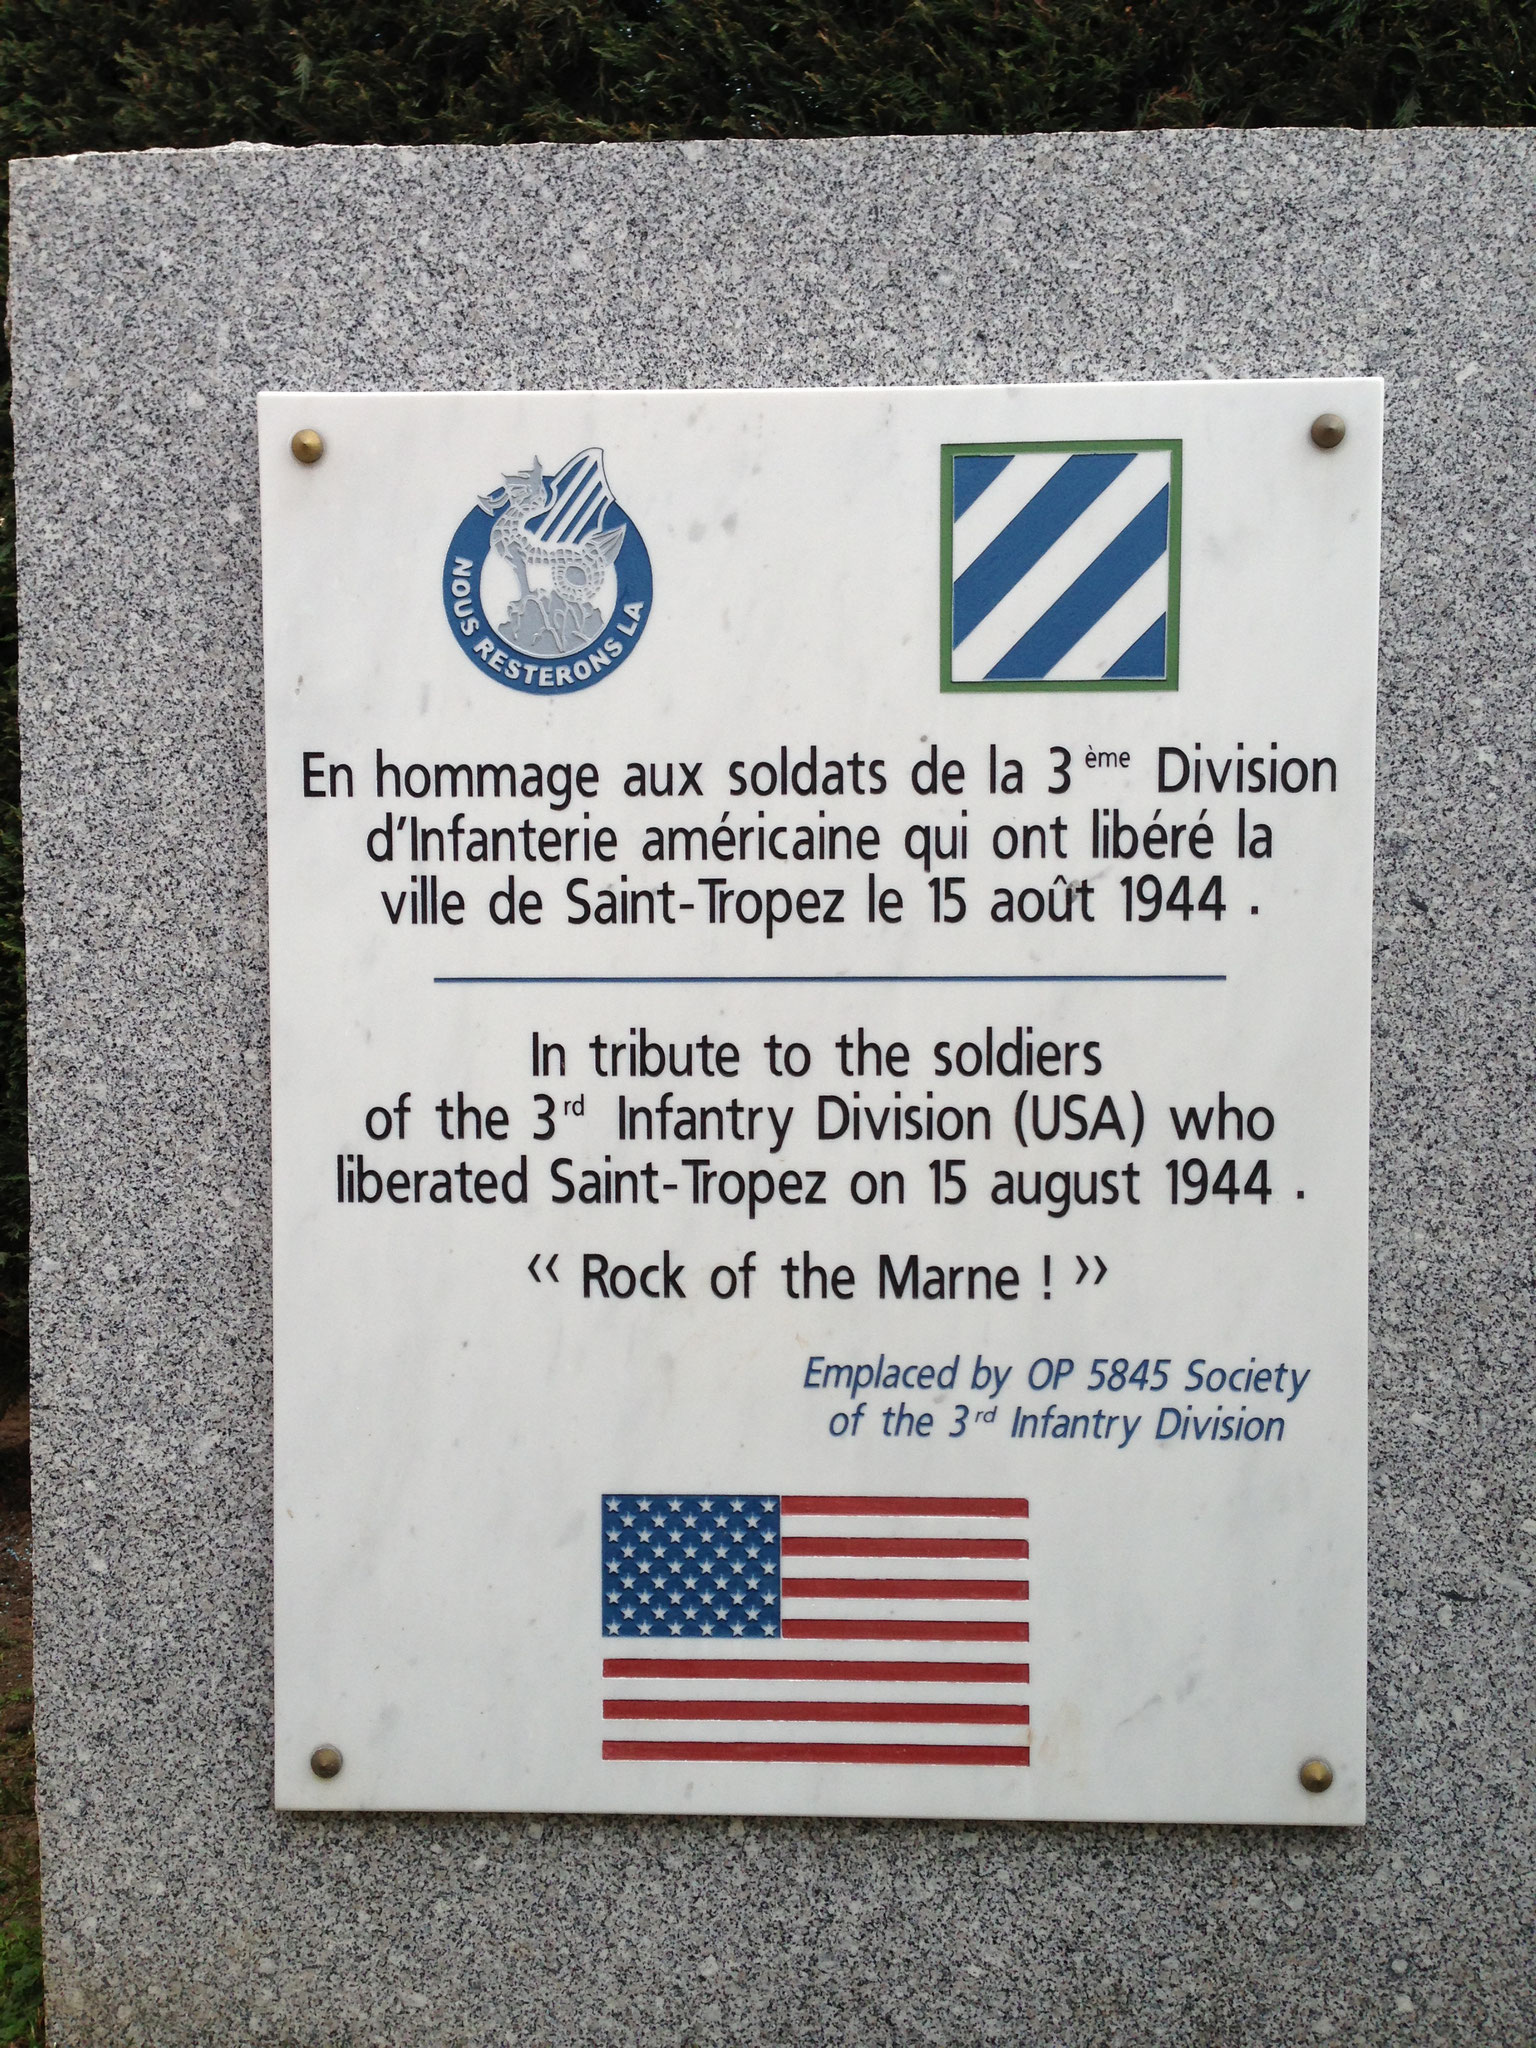 NOUS RESTERONS LA
En hommage aux soldats de la 3ème Division
d'Infanterie américaine qui ont libéré la
ville de Saint-Tropez le 15 août 1944 .
In tribute to the soldiers
of the 3rd Infantry Division (USA) who
liberated Saint-Tropez on 15 august 1944 .
‹‹ Rock of the Marne ! ››
Emplaced by OP 5845 Society
of the 3rd Infantry Division